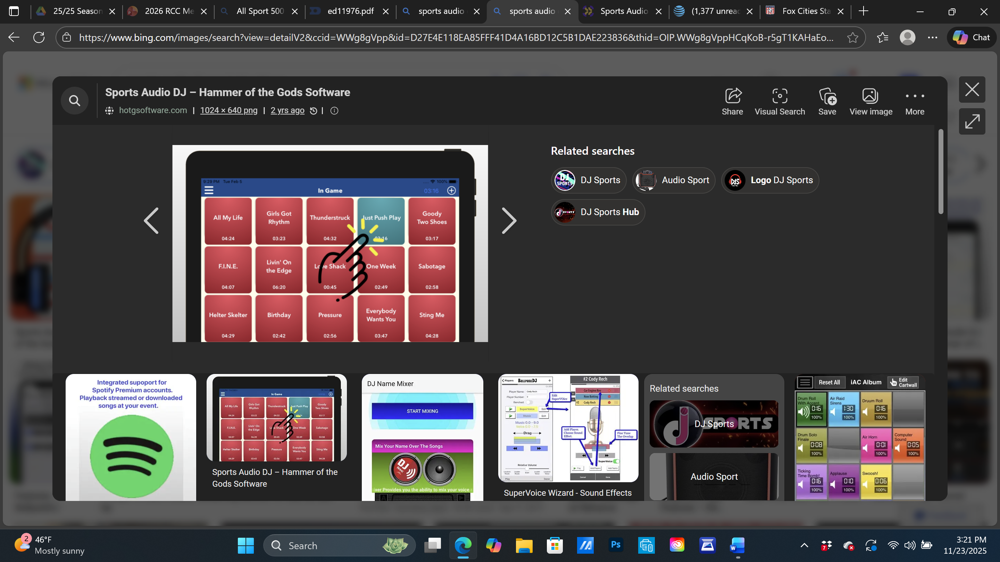 25/25 Season
2026 RCC Me
All Sport 500
ed11976.pdf
sports audio
sports audio
Sports Audio
(1,377 unreac
Fox Cities Sta
https://www.bing.com/images/search?view=detailV2&ccid=WWg8gVpp&id=D27E4E118EA85FFF41D4A16BD12C5B1DAE223836&thid=OIP.WWg8gVppHCqKoB-r5gT1KAHaEo...
Chat
Sports Audio DJ – Hammer of the Gods Software
hotgsoftware.com | 1024 × 640 png | 2 yrs ago |
Share
Visual Search
Save
View image
More
9:29 PM Tue Feb 5
100%
In Game
03:16
All My Life
04:24
Girls Got
Rhythm
03:23
Thunderstruck
04:32
Just Push Play
03:16
Goody
Two Shoes
03:17
F.I.N.E.
04:07
Livin' On
the Edge
06:20
Love Shack
00:45
One Week
02:49
Sabotage
02:58
Helter Skelter
04:29
Birthday
02:42
Pressure
02:56
Everybody
Wants You
03:47
Sting Me
04:28
Related searches
DJ Sports
Audio Sport
Logo DJ Sports
DJ Sports Hub
Integrated supoport for
Spotify Premium accounts.
Playback streamed or downloaded
songs at your event.
In Game
All My Life
04:24
Girls Got
Rhythm
03:23
Thunderstruck
04:32
Just Push Play
Goody
Two Shoes
03:17
F.I.N.E.
04:07
Livin' On
the Edge
06:20
Love Shack
00:45
One Week
02:49
Sabotage
02:58
Helter Skelter
04:29
Birthday
02:42
Pressure
02:56
Everybody
Wants You
03:47
Sting Me
04:28
Sports Audio DJ – Hammer of the
Gods Software
DJ Name Mixer
START MIXING
Mix Your Name Over The Songs
DJ
NAME
ixer Provides you the ability to mix your voice
Players
BALLPARKDJ
Player Name: Cody Rech
Player Number: 2
Benched:
SuperVoice
Edit
Music
Edit
Music 0.0 - 9.0
Voice 0.0 - 7.5
Drag
Relative Volume
Loudest
Music
Louder
Music
Even
Louder
Voice
Loudest
Voice
Play
Done
Edit
SuperVoice
#2 Cody Rech
Car Engine Rev
Now Batting
#2 Cody Rech
Add Player.
Choose Sound
Effect.
Fine Tune
The Overlap
SuperVoice
Play
Add Players
Add Teams
Cancel
Done
SuperVoice Wizard - Sound Effects
Related searches
DJ Sports
Audio Sport
Reset All
iAC Album
Edit
Cartwall
Drum Roll
With Accent
0:16
100%
Air Raid
Sirens
1:30
100%
Druum Roll
0:16
100%
Drum Solo
Finale
0:08
100%
Air Horn
0:01
100%
Computer
Sound
0:05
100%
Ticking
Time Bomb!
0:16
100%
Applause
0:10
100%
Swoosh!
0:06
100%
2
46°F
Mostly sunny
Search
Ps
7
3:21 PM
11/23/2025